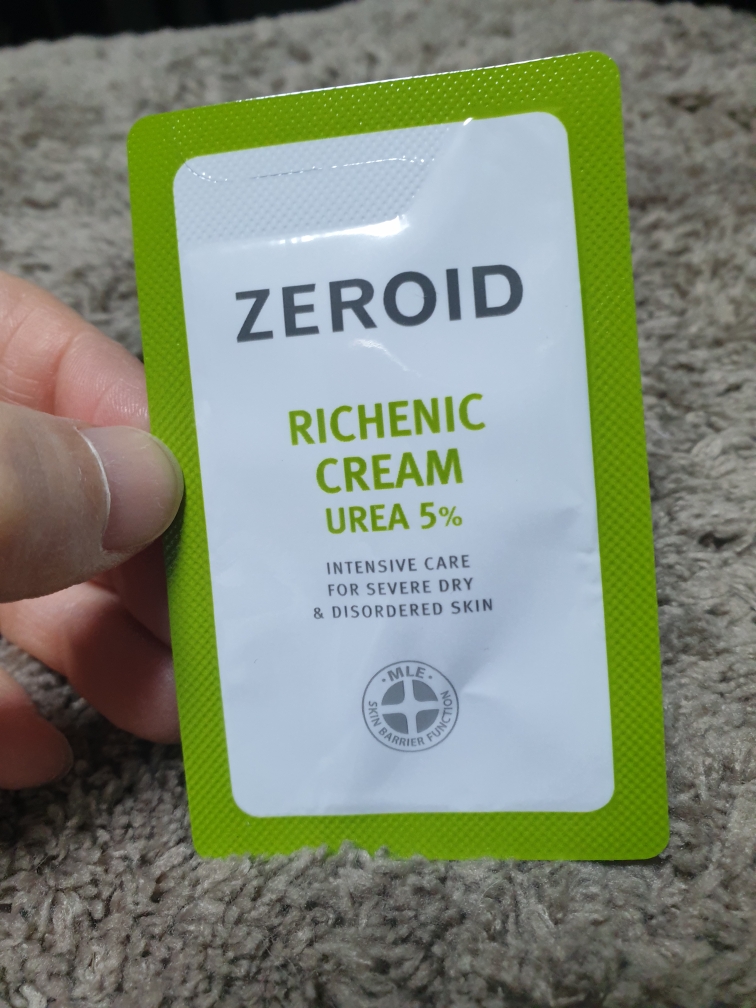 ZEROID
RICHENIC
CREAM
UREA 5%
INTENSIVE CARE
FOR SEVERE DRY
& DISORDERED SKIN
·MLE·
SKIN BARRIER FUNCTION